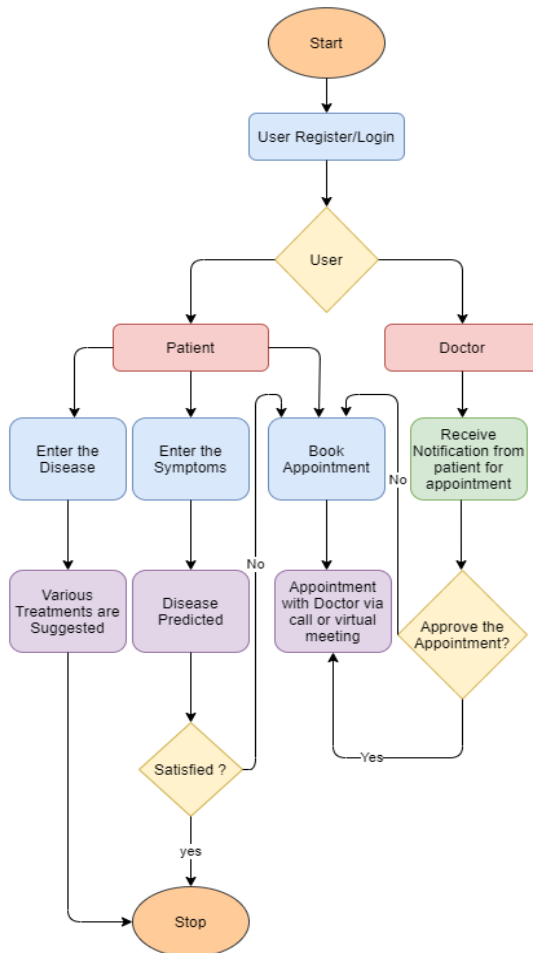 Start
User Register/Login
User
Patient
Doctor
Enter the
Disease
Enter the
Symptoms
Book
Appointment
Receive
Notification from
patient for
appointment
No
No
Various
Treatments are
Suggested
Disease
Predicted
Appointment
with Doctor via
call or virtual
meeting
Approve the
Appointment?
Satisfied ?
Yes
yes
Stop